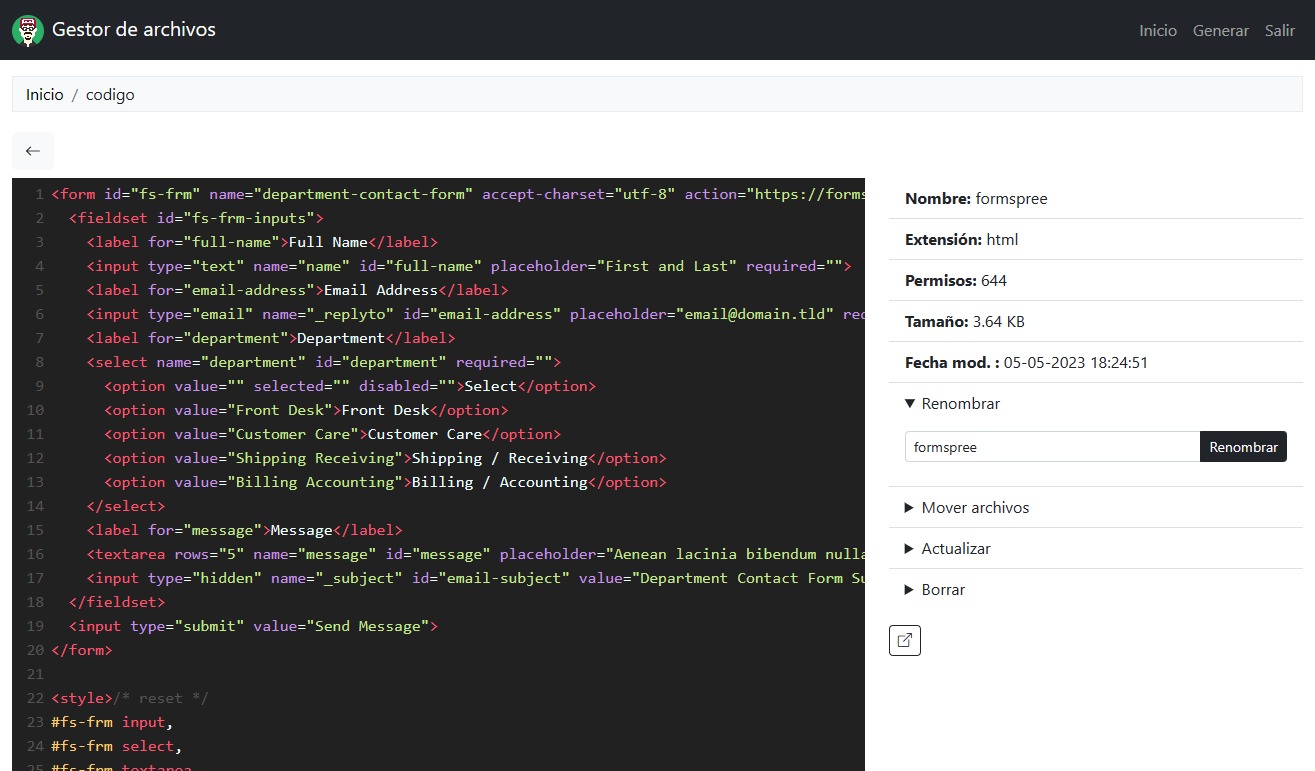 Gestor de archivos
Inicio Generar Salir
Inicio / codigo
1 <form id="fs-frm" name="department-contact-form" accept-charset="utf-8" action="https://forms
2 <fieldset id="fs-frm-inputs">
3 <label for="full-name">Full Name</label>
4 <input type="text" name="name" id="full-name" placeholder="First and Last" required="">
5 <label for="email-address">Email Address</label>
6 <input type="email" name="_replyto" id="email-address" placeholder="email@domain.tld" req
7 <label for="department">Department</label>
8 <select name="department" id="department" required="">
9 <option value="" selected="" disabled="">Select</option>
10 <option value="Front Desk">Front Desk</option>
11 <option value="Customer Care">Customer Care</option>
12 <option value="Shipping Receiving">Shipping / Receiving</option>
13 <option value="Billing Accounting">Billing / Accounting</option>
14 </select>
15 <label for="message">Message</label>
16 <textarea rows="5" name="message" id="message" placeholder="Aenean lacinia bibendum nulla
17 <input type="hidden" name="_subject" id="email-subject" value="Department Contact Form Su
18 </fieldset>
19 <input type="submit" value="Send Message">
20 </form>
21
22 <style>/* reset */
23 #fs-frm input,
24 #fs-frm select,
25 #fs-frm textarea
Nombre: formspree
Extensión: html
Permisos: 644
Tamaño: 3.64 KB
Fecha mod. : 05-05-2023 18:24:51
▼ Renombrar
formspree Renombrar
▶ Mover archivos
▶ Actualizar
▶ Borrar